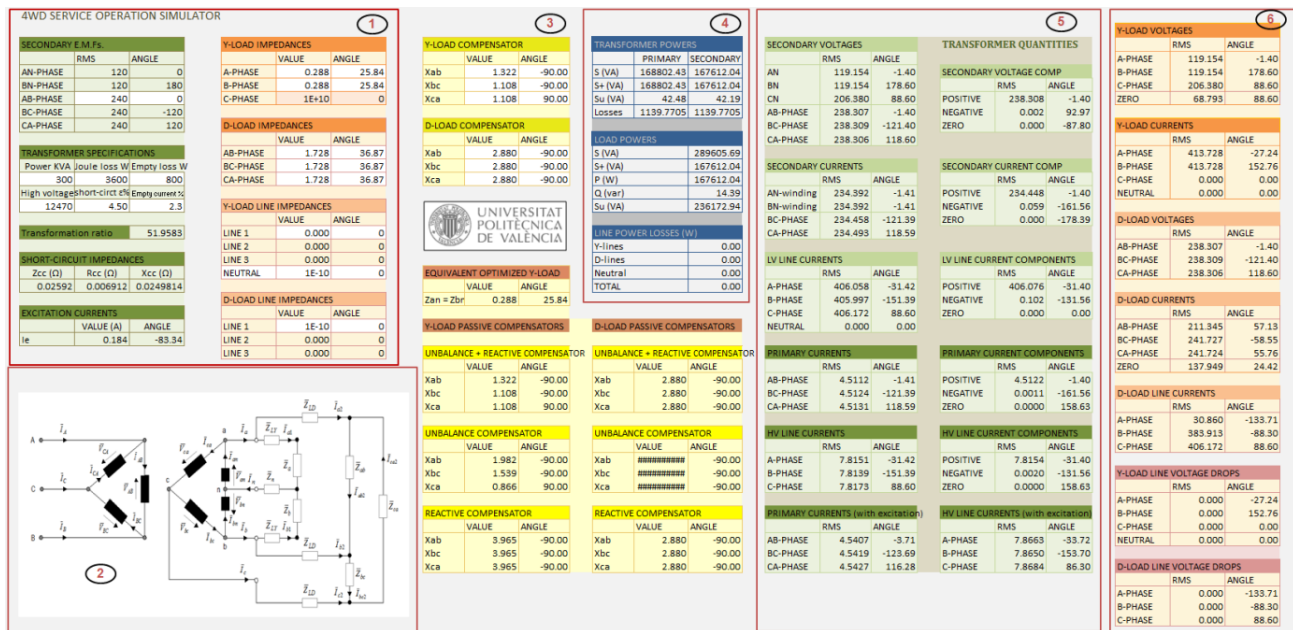 4WD SERVICE OPERATION SIMULATOR
1
SECONDARY E.M.Fs.
RMS ANGLE
AN-PHASE 120 0
BN-PHASE 120 180
AB-PHASE 240 0
BC-PHASE 240 -120
CA-PHASE 240 120
TRANSFORMER SPECIFICATIONS
Power KVA Joule loss W Empty loss W
300 3600 800
High voltage short-circt ε% Empty current %
12470 4.50 2.3
Transformation ratio 51.9583
SHORT-CIRCUIT IMPEDANCES
Zcc (Ω) Rcc (Ω) Xcc (Ω)
0.02592 0.006912 0.0249814
EXCITATION CURRENTS
VALUE (A) ANGLE
Ie 0.184 -83.34
Y-LOAD IMPEDANCES
VALUE ANGLE
A-PHASE 0.288 25.84
B-PHASE 0.288 25.84
C-PHASE 1E+10 0
D-LOAD IMPEDANCES
VALUE ANGLE
AB-PHASE 1.728 36.87
BC-PHASE 1.728 36.87
CA-PHASE 1.728 36.87
Y-LOAD LINE IMPEDANCES
VALUE ANGLE
LINE 1 0.000 0
LINE 2 0.000 0
LINE 3 0.000 0
NEUTRAL 1E-10 0
D-LOAD LINE IMPEDANCES
VALUE ANGLE
LINE 1 1E-10 0
LINE 2 0.000 0
LINE 3 0.000 0
2
A
C
B
a
c
n
b
3
Y-LOAD COMPENSATOR
VALUE ANGLE
Xab 1.322 -90.00
Xbc 1.108 -90.00
Xca 1.108 90.00
D-LOAD COMPENSATOR
VALUE ANGLE
Xab 2.880 -90.00
Xbc 2.880 -90.00
Xca 2.880 -90.00
UNIVERSITAT
POLITÈCNICA
DE VALÈNCIA
EQUIVALENT OPTIMIZED Y-LOAD
Zan = Zbr 0.288 25.84
Y-LOAD PASSIVE COMPENSATORS
UNBALANCE + REACTIVE COMPENSATOR
VALUE ANGLE
Xab 1.322 -90.00
Xbc 1.108 -90.00
Xca 1.108 90.00
UNBALANCE COMPENSATOR
VALUE ANGLE
Xab 1.982 -90.00
Xbc 1.539 -90.00
Xca 0.866 90.00
REACTIVE COMPENSATOR
VALUE ANGLE
Xab 3.965 -90.00
Xbc 3.965 -90.00
Xca 3.965 -90.00
D-LOAD PASSIVE COMPENSATORS
UNBALANCE + REACTIVE COMPENSATOR
VALUE ANGLE
Xab 2.880 -90.00
Xbc 2.880 -90.00
Xca 2.880 -90.00
UNBALANCE COMPENSATOR
VALUE ANGLE
Xab ########## -90.00
Xbc ########## -90.00
Xca ########## -90.00
REACTIVE COMPENSATOR
VALUE ANGLE
Xab 2.880 -90.00
Xbc 2.880 -90.00
Xca 2.880 -90.00
4
TRANSFORMER POWERS
PRIMARY SECONDARY
S (VA) 168802.43 167612.04
S+ (VA) 168802.43 167612.04
Su (VA) 42.48 42.19
Losses 1139.7705 1139.7705
LOAD POWERS
S (VA) 289605.69
S+ (VA) 167612.04
P (W) 167612.04
Q (var) 14.39
Su (VA) 236172.94
LINE POWER LOSSES (W)
Y-lines 0.00
D-lines 0.00
Neutral 0.00
TOTAL 0.00
5
SECONDARY VOLTAGES
RMS ANGLE
AN 119.154 -1.40
BN 119.154 178.60
CN 206.380 88.60
AB-PHASE 238.307 -1.40
BC-PHASE 238.309 -121.40
CA-PHASE 238.306 118.60
SECONDARY CURRENTS
RMS ANGLE
AN-winding 234.392 -1.41
BN-winding 234.392 -1.41
BC-PHASE 234.458 -121.39
CA-PHASE 234.493 118.59
LV LINE CURRENTS
RMS ANGLE
A-PHASE 406.058 -31.42
B-PHASE 405.997 -151.39
C-PHASE 406.172 88.60
NEUTRAL 0.000 0.00
PRIMARY CURRENTS
RMS ANGLE
AB-PHASE 4.5112 -1.41
BC-PHASE 4.5124 -121.39
CA-PHASE 4.5131 118.59
HV LINE CURRENTS
RMS ANGLE
A-PHASE 7.8151 -31.42
B-PHASE 7.8139 -151.39
C-PHASE 7.8173 88.60
PRIMARY CURRENTS (with excitation)
RMS ANGLE
AB-PHASE 4.5407 -3.71
BC-PHASE 4.5419 -123.69
CA-PHASE 4.5427 116.28
TRANSFORMER QUANTITIES
SECONDARY VOLTAGE COMP
RMS ANGLE
POSITIVE 238.308 -1.40
NEGATIVE 0.002 92.97
ZERO 0.000 -87.80
SECONDARY CURRENT COMP
RMS ANGLE
POSITIVE 234.448 -1.40
NEGATIVE 0.059 -161.56
ZERO 0.000 -178.39
LV LINE CURRENT COMPONENTS
RMS ANGLE
POSITIVE 406.076 -31.40
NEGATIVE 0.102 -131.56
ZERO 0.000 0.00
PRIMARY CURRENT COMPONENTS
RMS ANGLE
POSITIVE 4.5122 -1.40
NEGATIVE 0.0011 -161.56
ZERO 0.0000 158.63
HV LINE CURRENT COMPONENTS
RMS ANGLE
POSITIVE 7.8154 -31.40
NEGATIVE 0.0020 -131.56
ZERO 0.0000 158.63
HV LINE CURRENTS (with excitation)
RMS ANGLE
A-PHASE 7.8663 -33.72
B-PHASE 7.8650 -153.70
C-PHASE 7.8684 86.30
6
Y-LOAD VOLTAGES
RMS ANGLE
A-PHASE 119.154 -1.40
B-PHASE 119.154 178.60
C-PHASE 206.380 88.60
ZERO 68.793 88.60
Y-LOAD CURRENTS
RMS ANGLE
A-PHASE 413.728 -27.24
B-PHASE 413.728 152.76
C-PHASE 0.000 0.00
NEUTRAL 0.000 0.00
D-LOAD VOLTAGES
RMS ANGLE
AB-PHASE 238.307 -1.40
BC-PHASE 238.309 -121.40
CA-PHASE 238.306 118.60
D-LOAD CURRENTS
RMS ANGLE
AB-PHASE 211.345 57.13
BC-PHASE 241.727 -58.55
CA-PHASE 241.724 55.76
ZERO 137.949 24.42
D-LOAD LINE CURRENTS
RMS ANGLE
A-PHASE 30.860 -133.71
B-PHASE 383.913 -88.30
C-PHASE 406.172 88.60
Y-LOAD LINE VOLTAGE DROPS
RMS ANGLE
A-PHASE 0.000 -27.24
B-PHASE 0.000 152.76
C-PHASE 0.000 0.00
NEUTRAL 0.000 0.00
D-LOAD LINE VOLTAGE DROPS
RMS ANGLE
A-PHASE 0.000 -133.71
B-PHASE 0.000 -88.30
C-PHASE 0.000 88.60